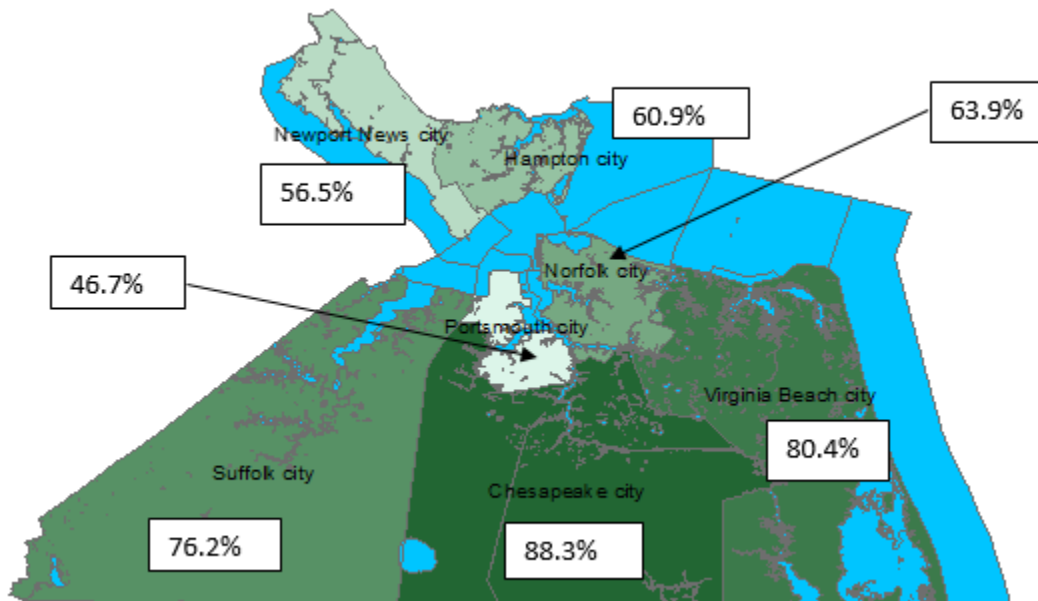 60.9%
63.9%
Newport News city
Hampton city
56.5%
Norfolk city
46.7%
Portsmouth city
Virginia Beach city
80.4%
Suffolk city
Chesapeake city
76.2%
88.3%